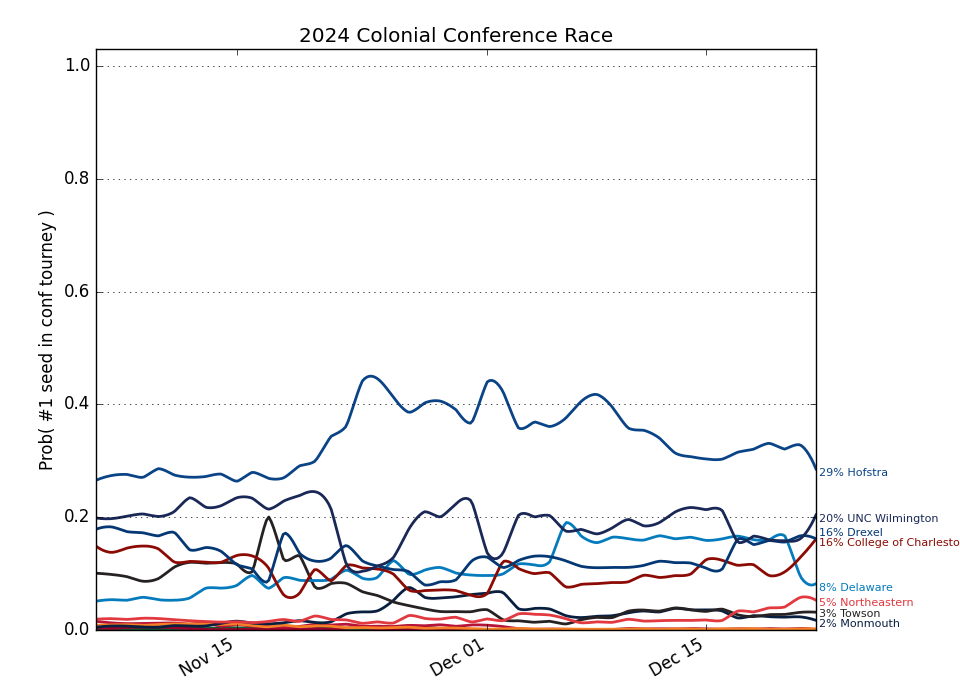 2024 Colonial Conference Race
Prob( #1 seed in conf tourney )
1.0
0.8
0.6
0.4
0.2
0.0
Nov 15
Dec 01
Dec 15
29% Hofstra
20% UNC Wilmington
16% Drexel
16% College of Charlesto
8% Delaware
5% Northeastern
3% Towson
2% Monmouth